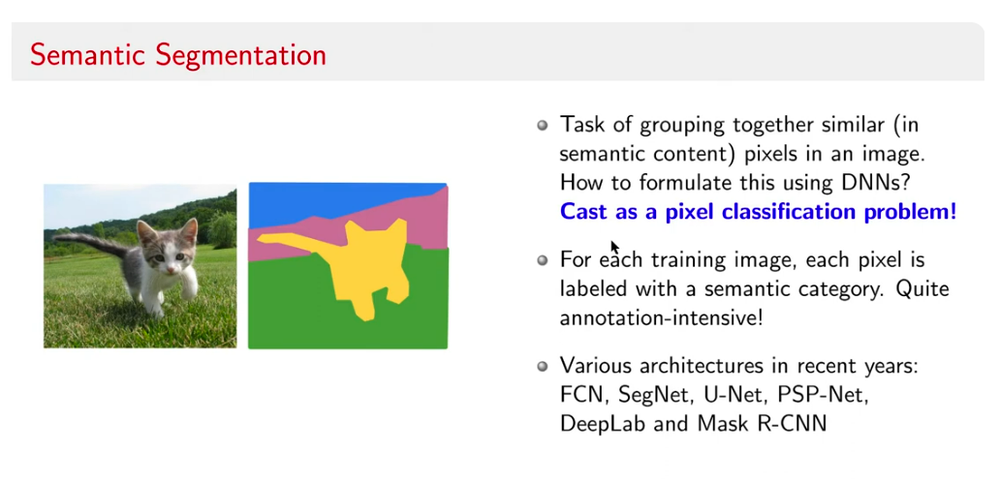 Semantic Segmentation
Task of grouping together similar (in
semantic content) pixels in an image.
How to formulate this using DNNs?
Cast as a pixel classification problem!
For each training image, each pixel is
labeled with a semantic category. Quite
annotation-intensive!
Various architectures in recent years:
FCN, SegNet, U-Net, PSP-Net,
DeepLab and Mask R-CNN